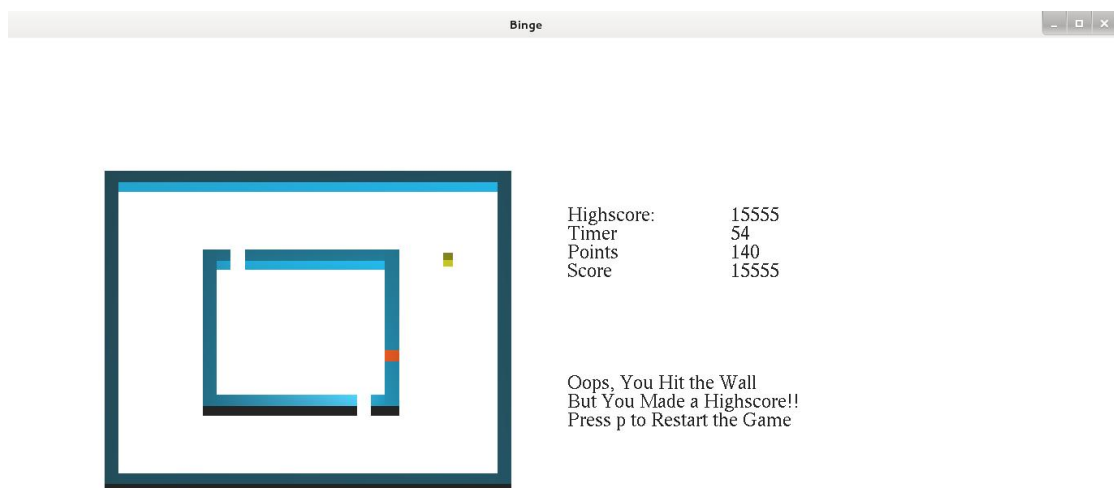 Binge
Highscore: 15555
Timer 54
Points 140
Score 15555
Oops, You Hit the Wall
But You Made a Highscore!!
Press p to Restart the Game